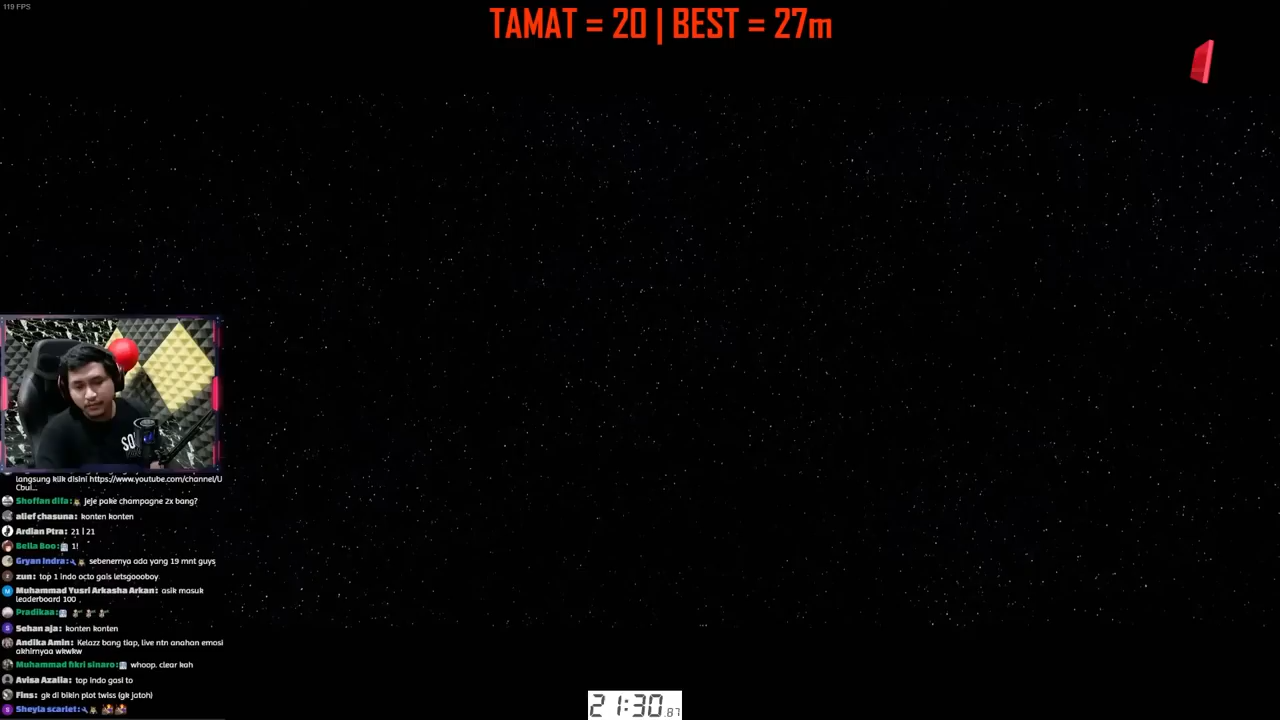 119 FPS
TAMAT = 20 | BEST = 27m
langsung klik disini https://www.youtube.com/channel/U
Cbui...
Shoffan difa: jeje pake champagne 2x bang?
alief chasuna: konten konten
Ardian Ptra: 21 | 21
Bella Boo: 1!
Gryan Indra: sebenernya ada yang 19 mnt guys
zun: top 1 indo octo gais letsgoooboy
Muhammad Yusri Arkasha Arkan: asik masuk
leaderboard 100
Pradikaa:
Sehan aja: konten konten
Andika Amin: Kelazz bang tiap, live ntn anahan emosi
akhirnyaa wkwkw
Muhammad fikri sinaro: whoop. clear kah
Avisa Azalia: top indo gasi to
Fins: gk di bikin plot twiss (gk jatoh)
Sheyla scarlet:
21:30.87